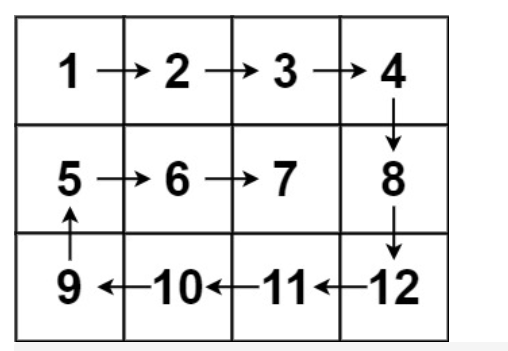 1 → 2 → 3 → 4
5 → 6 → 7 8
9 ← 10 ← 11 ← 12